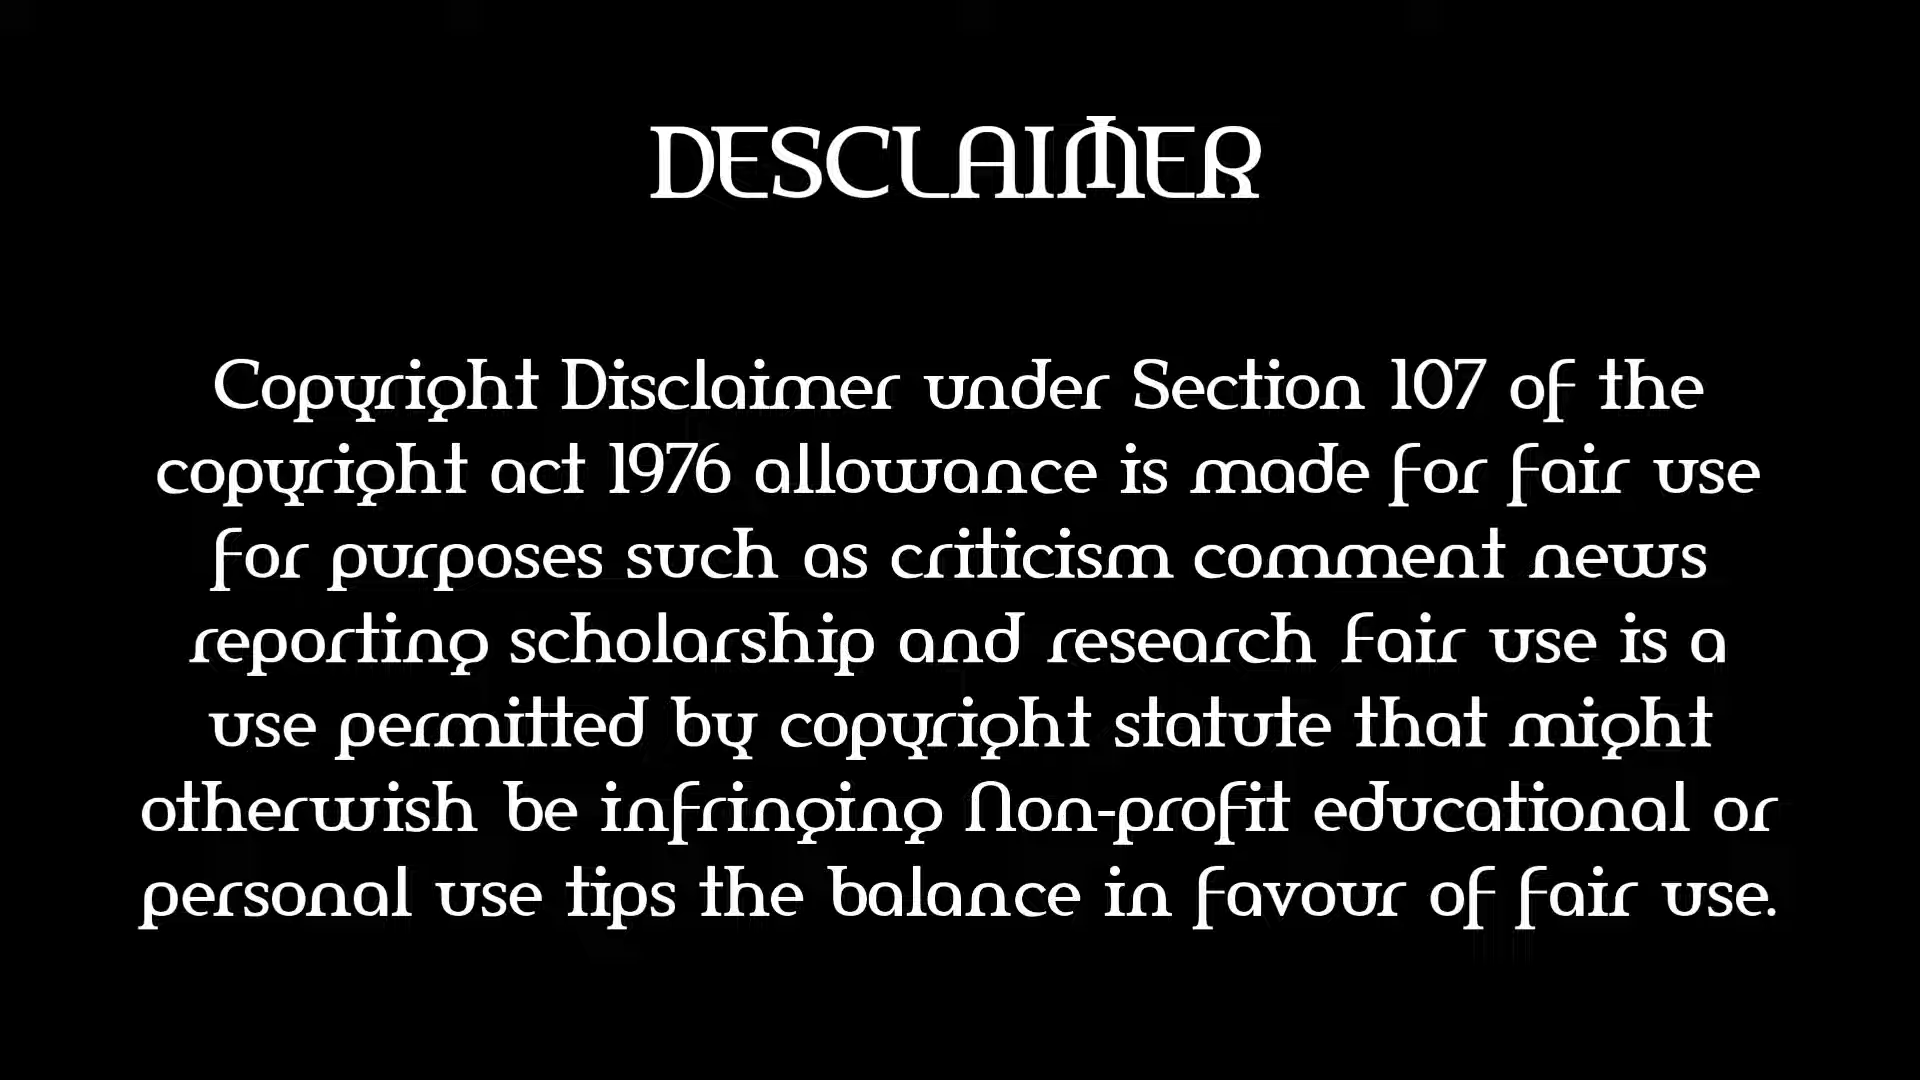 DESCLAIMER
Copyright Disclaimer under Section 107 of the
copyright act 1976 allowance is made for fair use
for purposes such as criticism comment news
reporting scholarship and research Fair use is a
use permitted by copyright statute that might
otherwish be infringing Non-profit educational or
personal use tips the balance in favour of fair use.